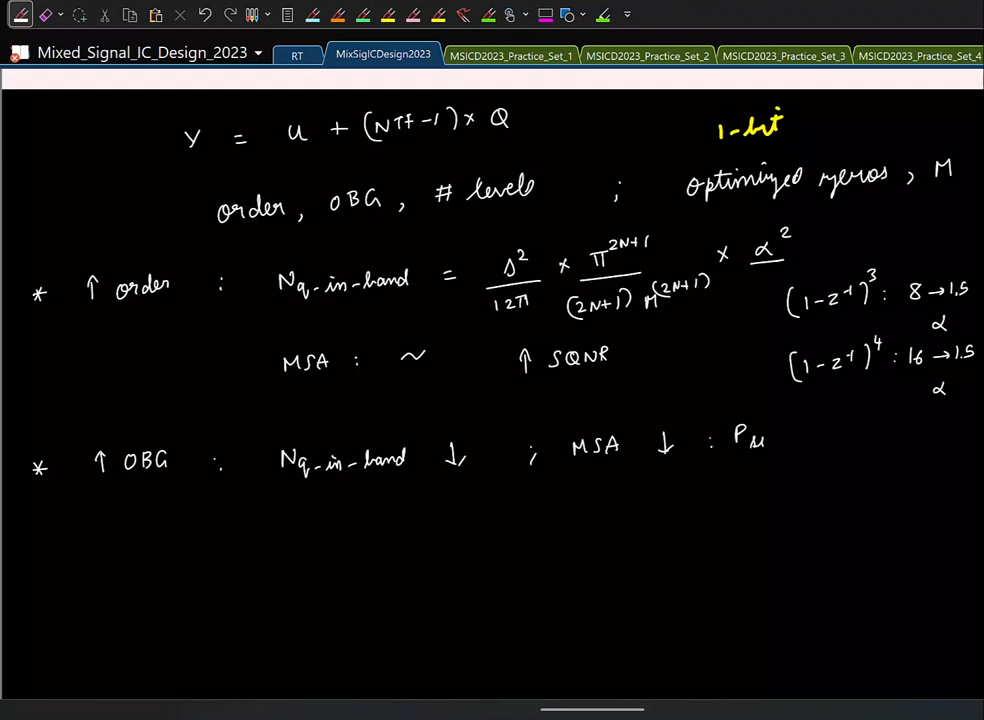 Mixed_Signal_IC_Design_2023
RT MixSigICDesign2023 MSICD2023_Practice_Set_1 MSICD2023_Practice_Set_2 MSICD2023_Practice_Set_3 MSICD2023_Practice_Set_4
Y = u + (NTF-1) × Q 1-bit
order, OBG, # levels ; optimized zeros, M
* ↑ order : Nq-in-band = Δ²/12π × π^(2N+1)/((2N+1) M^(2N+1)) × α²
(1-z⁻¹)³ : 8 → 1.5
α
MSA : ~ ↑ SQNR (1-z⁻¹)⁴ : 16 → 1.5
α
* ↑ OBG : Nq-in-band ↓ ; MSA ↓ : Pu